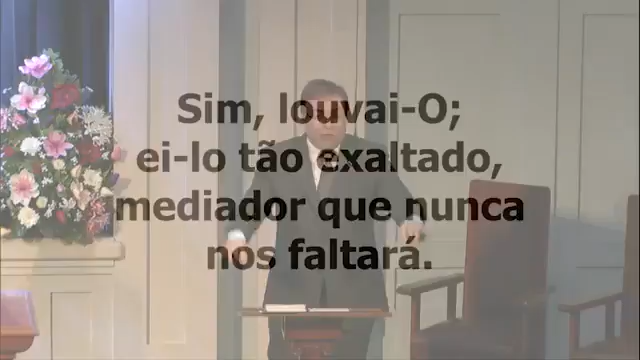 Sim, louvai-O;
ei-lo tão exaltado,
mediador que nunca
nos faltará.